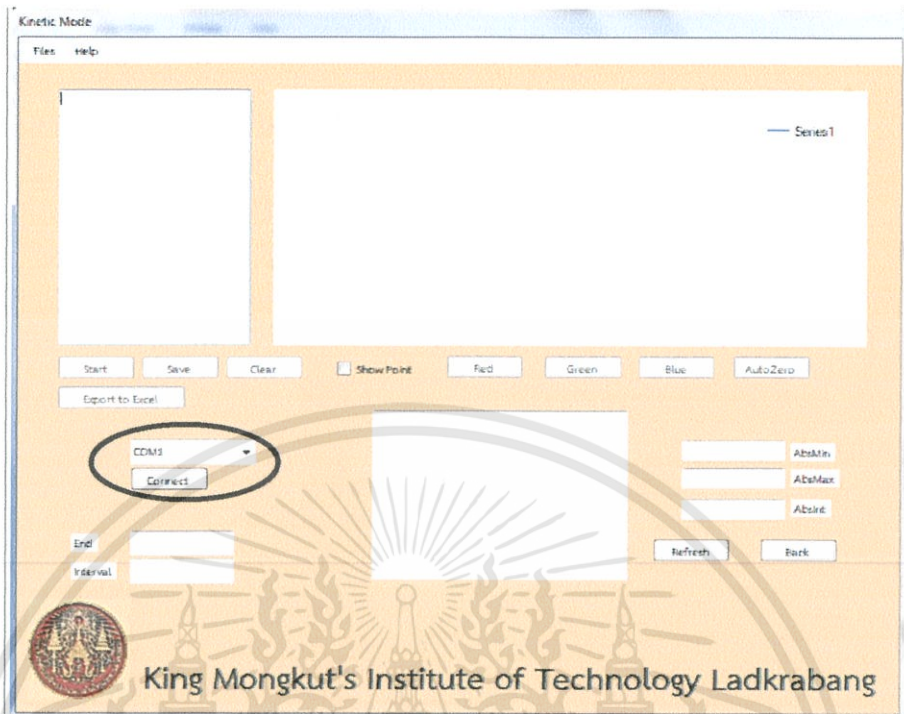 Kinetic Mode
Files Help
Series1
Start Save Clear Show Point Red Green Blue AutoZero
Export to Excel
COM3
Connect
AbsMin
AbsMax
AbsInt
End
Interval
Refresh Back
King Mongkut's Institute of Technology Ladkrabang